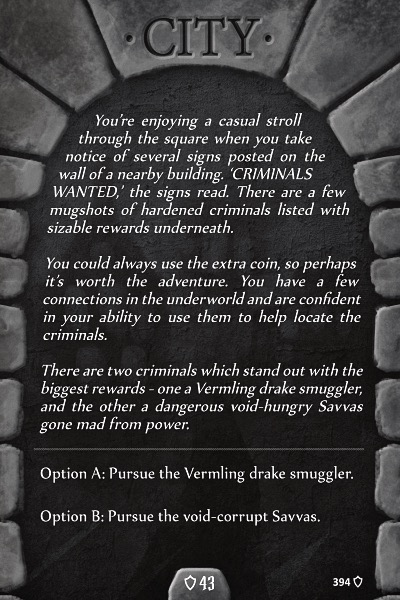 ·CITY·
You're enjoying a casual stroll
through the square when you take
notice of several signs posted on the
wall of a nearby building. 'CRIMINALS
WANTED,' the signs read. There are a few
mugshots of hardened criminals listed with
sizable rewards underneath.
You could always use the extra coin, so perhaps
it's worth the adventure. You have a few
connections in the underworld and are confident
in your ability to use them to help locate the
criminals.
There are two criminals which stand out with the
biggest rewards - one a Vermling drake smuggler,
and the other a dangerous void-hungry Savvas
gone mad from power.
Option A: Pursue the Vermling drake smuggler.
Option B: Pursue the void-corrupt Savvas.
43
394